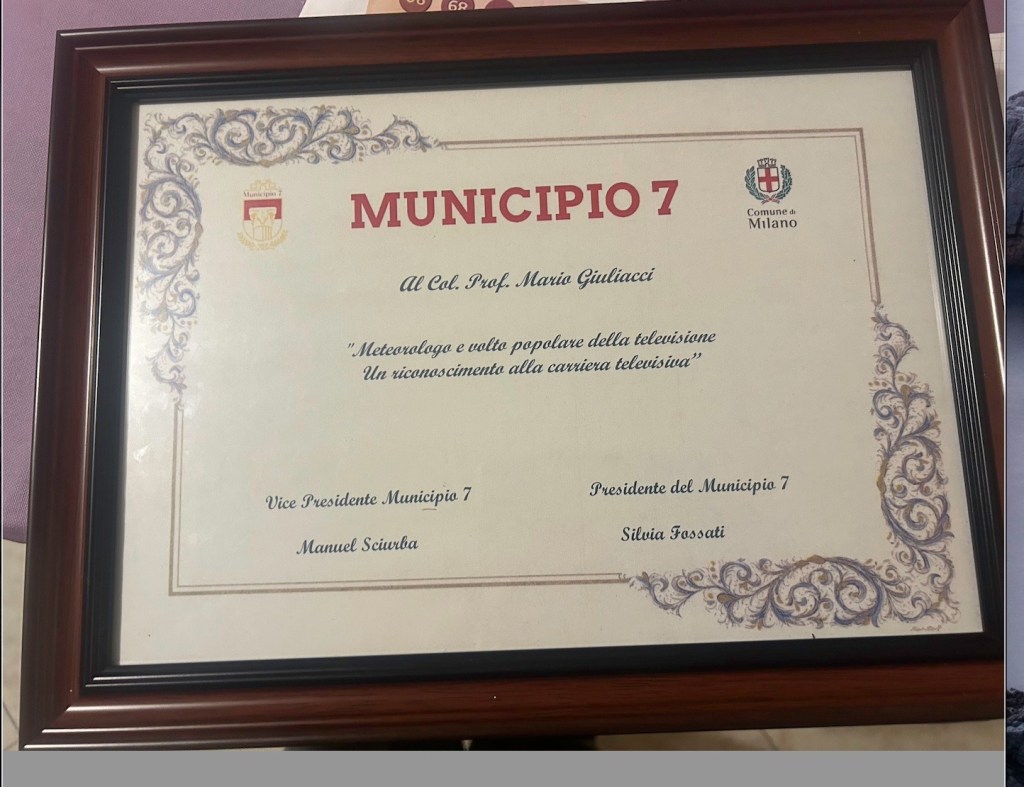 Municipio 7
MUNICIPIO 7
Comune di
Milano
Al Col. Prof. Mario Giuliacci
"Meteorologo e volto popolare della televisione
Un riconoscimento alla carriera televisiva”
Vice Presidente Municipio 7
Presidente del Municipio 7
Manuel Sciurba
Silvia Fossati